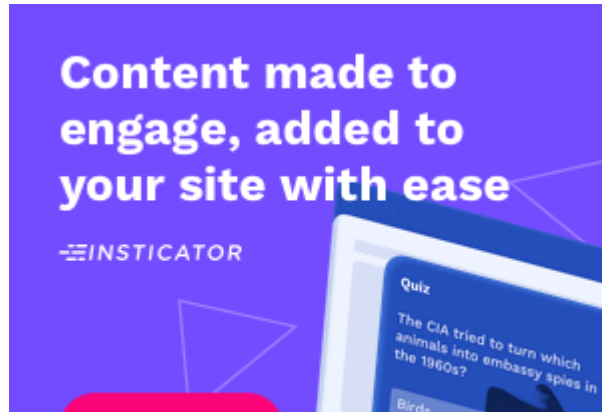 Content made to
engage, added to
your site with ease
INSTICATOR
Quiz
The CIA tried to turn which
animals into embassy spies in
the 1960s?
Birds